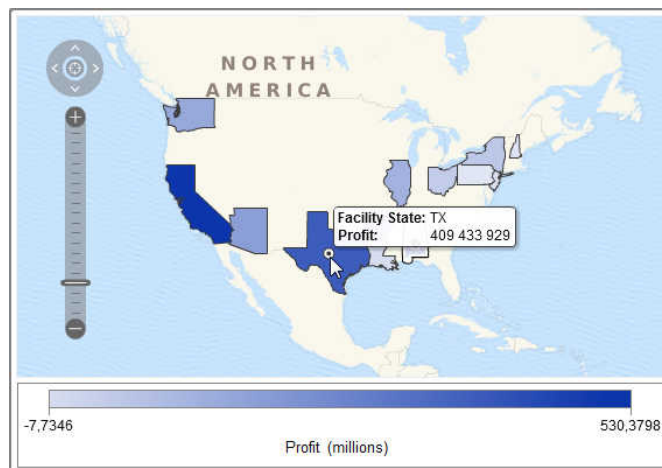 NORTH
AMERICA
Facility State: TX
Profit: 409 433 929
-7,7346
530,3798
Profit (millions)